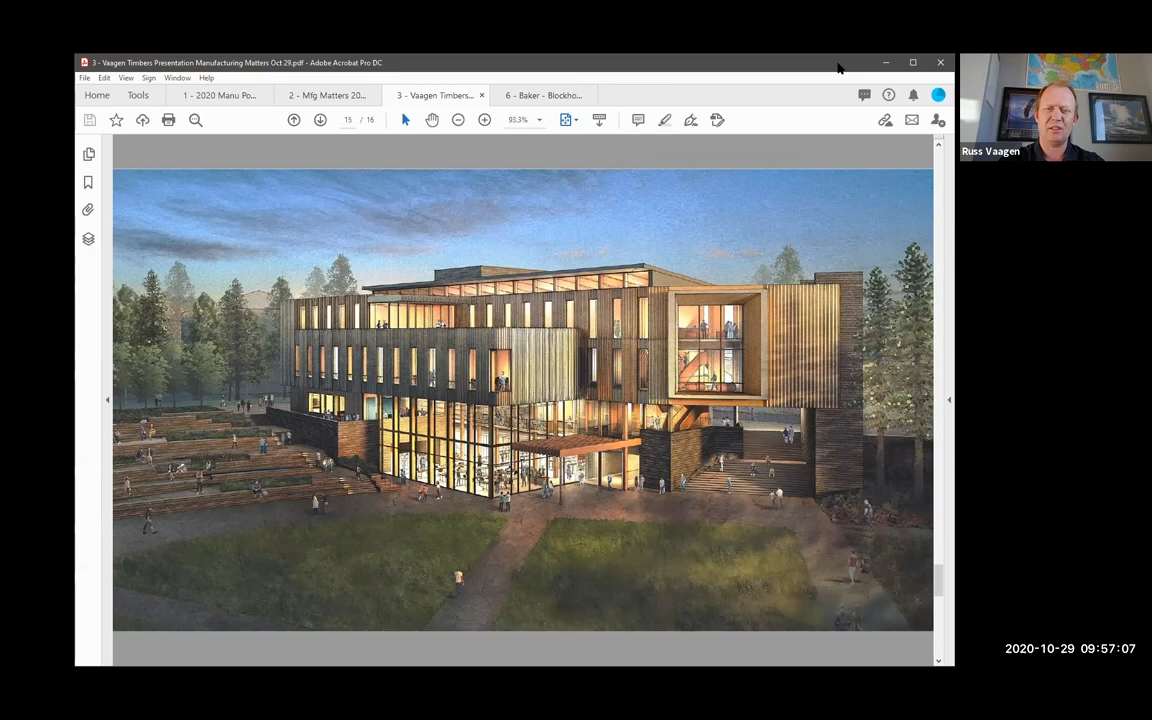 3 - Vaagen Timbers Presentation Manufacturing Matters Oct 29.pdf - Adobe Acrobat Pro DC
File Edit View Sign Window Help
Home Tools 1 - 2020 Manu Po... 2 - Mfg Matters 20... 3 - Vaagen Timbers... × 6 - Baker - Blockho...
15 / 16 93.3%
Russ Vaagen
2020-10-29 09:57:07